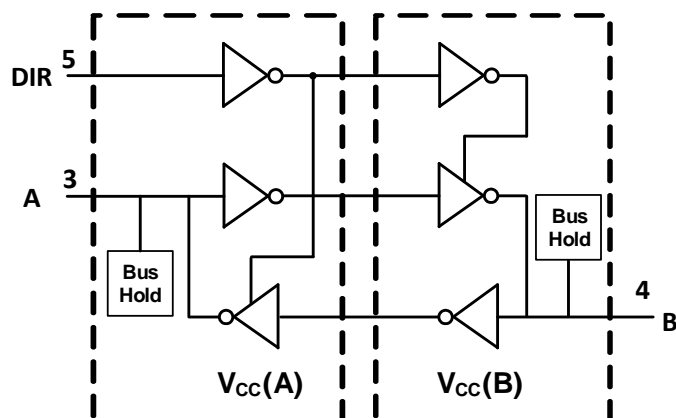 DIR 5
A 3
Bus
Hold
Bus
Hold
4
B
VCC(A)
VCC(B)